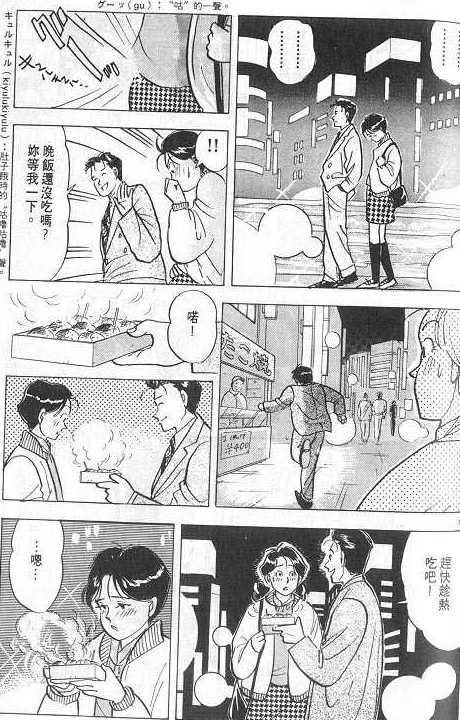 グーッ(gu)："咕"的一聲。
………
………
キュルキュル(Kiyulukiyulu)：肚子餓時的"咕嚕咕嚕"聲。
!!
晚飯還沒吃嗎？
妳等我一下。
たこ焼
¥400
喏！
趕快趁熱
吃吧！
嗯…
…